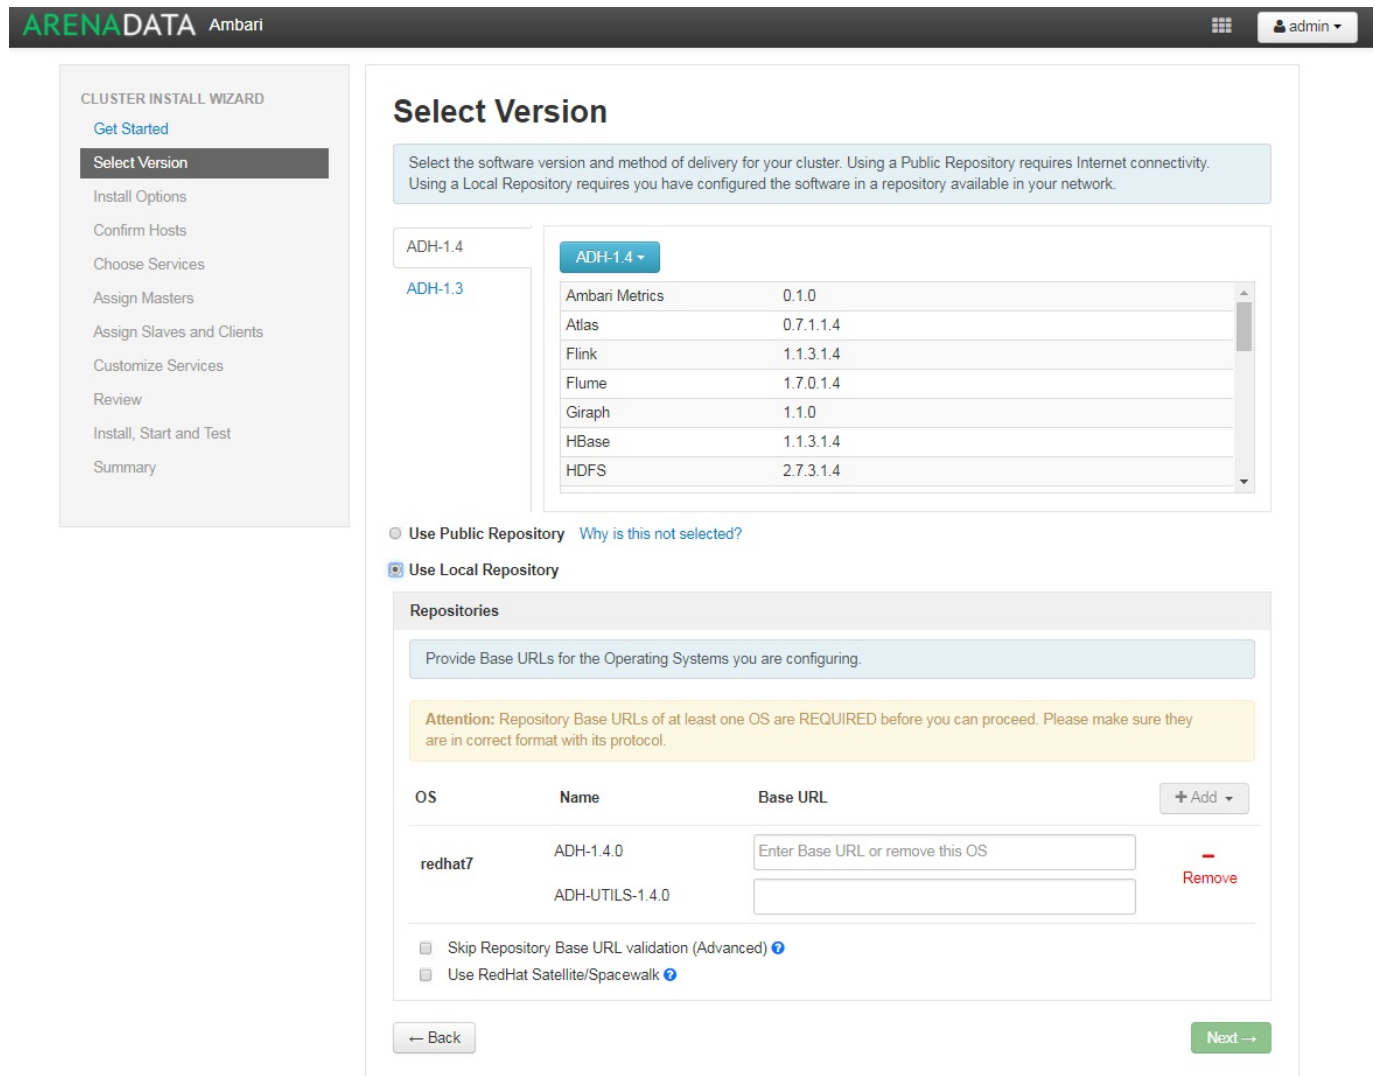 ARENADATA Ambari
admin
CLUSTER INSTALL WIZARD
Get Started
Select Version
Install Options
Confirm Hosts
Choose Services
Assign Masters
Assign Slaves and Clients
Customize Services
Review
Install, Start and Test
Summary
Select Version
Select the software version and method of delivery for your cluster. Using a Public Repository requires Internet connectivity.
Using a Local Repository requires you have configured the software in a repository available in your network.
ADH-1.4
ADH-1.3
ADH-1.4
Ambari Metrics 0.1.0
Atlas 0.7.1.1.4
Flink 1.1.3.1.4
Flume 1.7.0.1.4
Giraph 1.1.0
HBase 1.1.3.1.4
HDFS 2.7.3.1.4
Use Public Repository Why is this not selected?
Use Local Repository
Repositories
Provide Base URLs for the Operating Systems you are configuring.
Attention: Repository Base URLs of at least one OS are REQUIRED before you can proceed. Please make sure they
are in correct format with its protocol.
OS Name Base URL + Add
redhat7
ADH-1.4.0 Enter Base URL or remove this OS
ADH-UTILS-1.4.0
Remove
Skip Repository Base URL validation (Advanced) ?
Use RedHat Satellite/Spacewalk ?
← Back
Next →